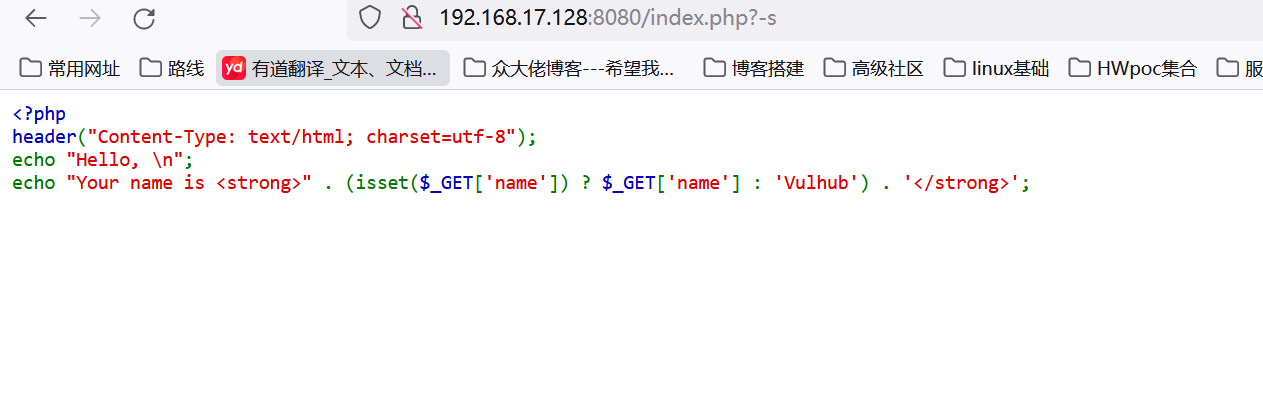 192.168.17.128:8080/index.php?-s
常用网址 路线 yd 有道翻译_文本、文档... 众大佬博客---希望我... 博客搭建 高级社区 linux基础 HWpoc集合 服
<?php
header("Content-Type: text/html; charset=utf-8");
echo "Hello, \n";
echo "Your name is <strong>" . (isset($_GET['name']) ? $_GET['name'] : 'Vulhub') . '</strong>';